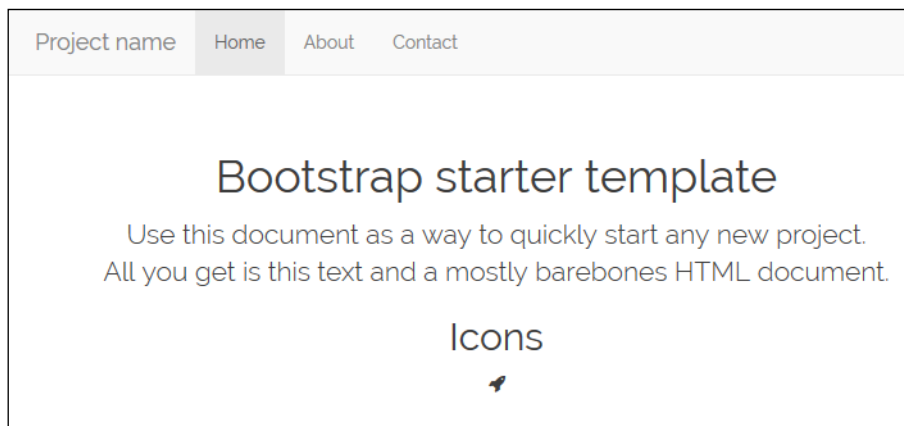 Project name Home About Contact
Bootstrap starter template
Use this document as a way to quickly start any new project.
All you get is this text and a mostly barebones HTML document.
Icons